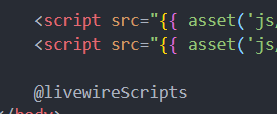 <script src="{{ asset('js/
<script src="{{ asset('js/
@livewireScripts
</body>